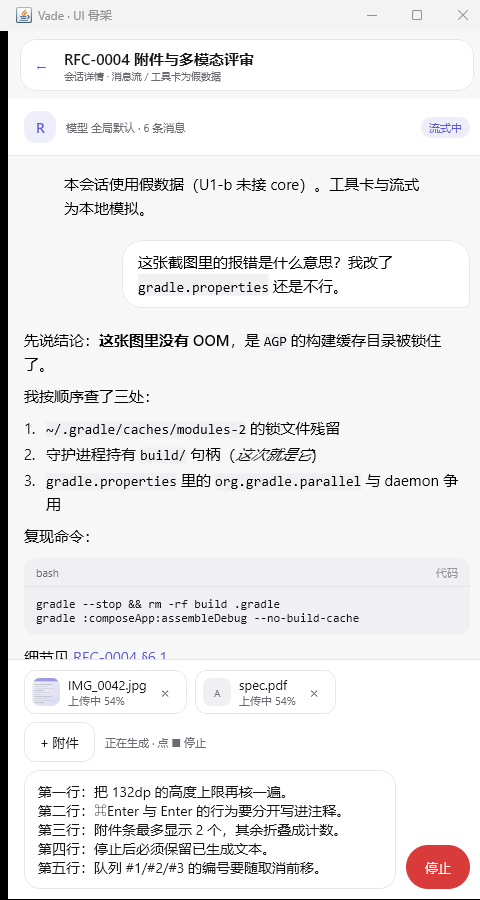 Vade · UI 骨架
← RFC-0004 附件与多模态评审
会话详情 · 消息流 / 工具卡为假数据
R 模型 全局默认 · 6 条消息 流式中
本会话使用假数据（U1-b 未接 core）。工具卡与流式
为本地模拟。
这张截图里的报错是什么意思？我改了
gradle.properties 还是不行。
先说结论：这张图里没有 OOM，是 AGP 的构建缓存目录被锁住
了。
我按顺序查了三处：
1. ~/.gradle/caches/modules-2 的锁文件残留
2. 守护进程持有 build/ 句柄（这次就是它）
3. gradle.properties 里的 org.gradle.parallel 与 daemon 争
用
复现命令：
bash 代码
gradle --stop && rm -rf build .gradle
gradle :composeApp:assembleDebug --no-build-cache
细节见 RFC-0004 §6.1
IMG_0042.jpg ×
上传中 54%
A spec.pdf ×
上传中 54%
+ 附件 正在生成 · 点 ■ 停止
第一行：把 132dp 的高度上限再核一遍。
第二行：⌘Enter 与 Enter 的行为要分开写进注释。
第三行：附件条最多显示 2 个，其余折叠成计数。
第四行：停止后必须保留已生成文本。
第五行：队列 #1/#2/#3 的编号要随取消前移。
停止